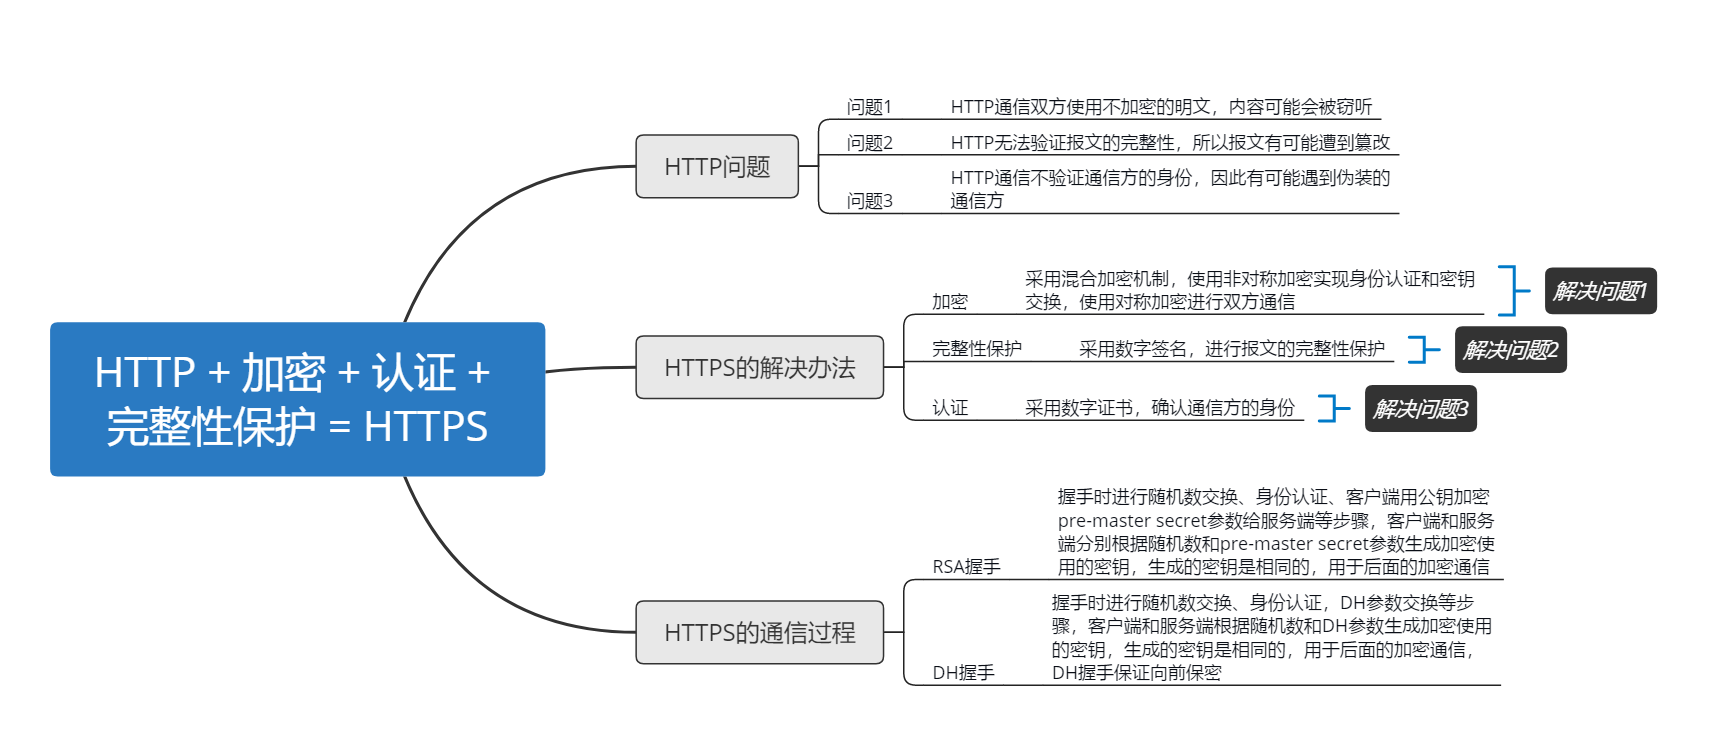 HTTP + 加密 + 认证 +
完整性保护 = HTTPS
HTTP问题
问题1
HTTP通信双方使用不加密的明文，内容可能会被窃听
问题2
HTTP无法验证报文的完整性，所以报文有可能遭到篡改
问题3
HTTP通信不验证通信方的身份，因此有可能遇到伪装的
通信方
HTTPS的解决办法
加密
采用混合加密机制，使用非对称加密实现身份认证和密钥
交换，使用对称加密进行双方通信
解决问题1
完整性保护
采用数字签名，进行报文的完整性保护
解决问题2
认证
采用数字证书，确认通信方的身份
解决问题3
HTTPS的通信过程
RSA握手
握手时进行随机数交换、身份认证、客户端用公钥加密
pre-master secret参数给服务端等步骤，客户端和服务
端分别根据随机数和pre-master secret参数生成加密使
用的密钥，生成的密钥是相同的，用于后面的加密通信
DH握手
握手时进行随机数交换、身份认证，DH参数交换等步
骤，客户端和服务端根据随机数和DH参数生成加密使用
的密钥，生成的密钥是相同的，用于后面的加密通信，
DH握手保证向前保密